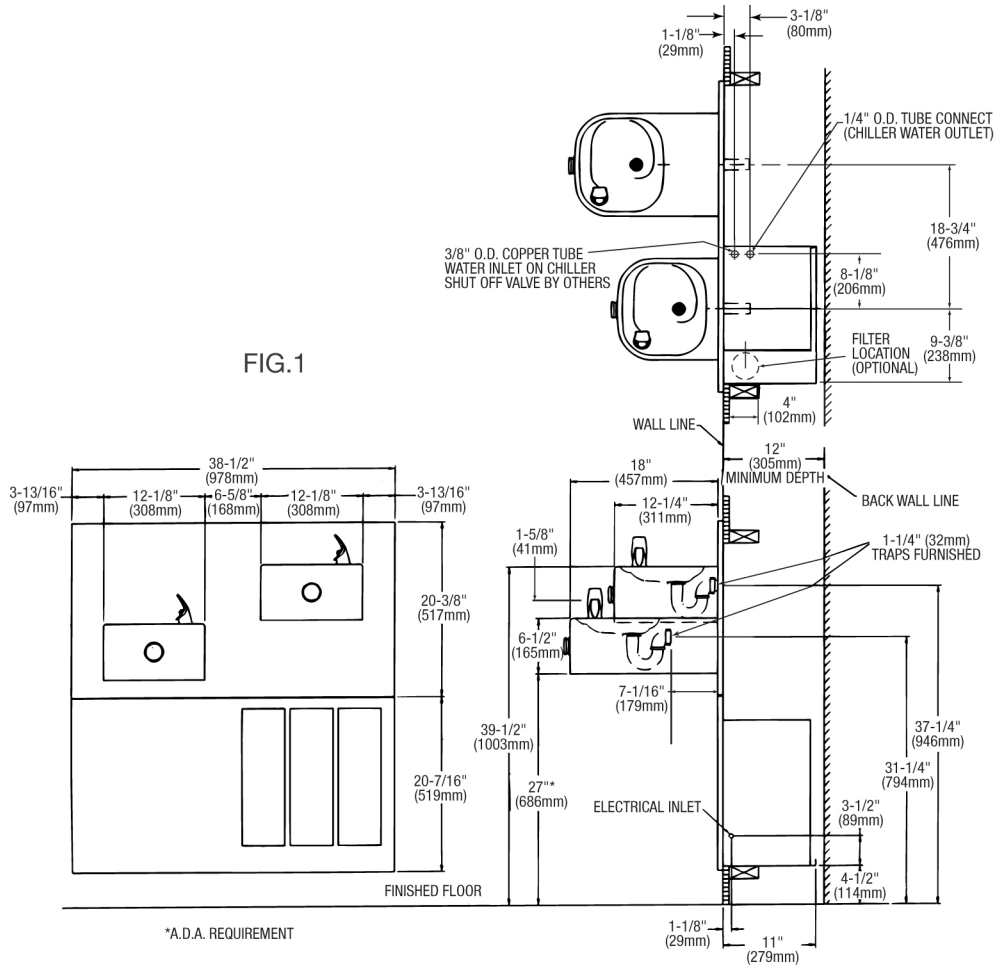 3-1/8"
(80mm)
1-1/8"
(29mm)
1/4" O.D. TUBE CONNECT
(CHILLER WATER OUTLET)
18-3/4"
(476mm)
3/8" O.D. COPPER TUBE
WATER INLET ON CHILLER
SHUT OFF VALVE BY OTHERS
8-1/8"
(206mm)
FILTER
LOCATION
(OPTIONAL)
9-3/8"
(238mm)
FIG.1
4"
(102mm)
WALL LINE
12"
(305mm)
MINIMUM DEPTH
BACK WALL LINE
38-1/2"
(978mm)
3-13/16"
(97mm)
12-1/8"
(308mm)
6-5/8"
(168mm)
12-1/8"
(308mm)
3-13/16"
(97mm)
18"
(457mm)
12-1/4"
(311mm)
1-5/8"
(41mm)
1-1/4" (32mm)
TRAPS FURNISHED
20-3/8"
(517mm)
6-1/2"
(165mm)
7-1/16"
(179mm)
39-1/2"
(1003mm)
37-1/4"
(946mm)
31-1/4"
(794mm)
20-7/16"
(519mm)
27"*
(686mm)
ELECTRICAL INLET
3-1/2"
(89mm)
4-1/2"
(114mm)
FINISHED FLOOR
*A.D.A. REQUIREMENT
1-1/8"
(29mm)
11"
(279mm)